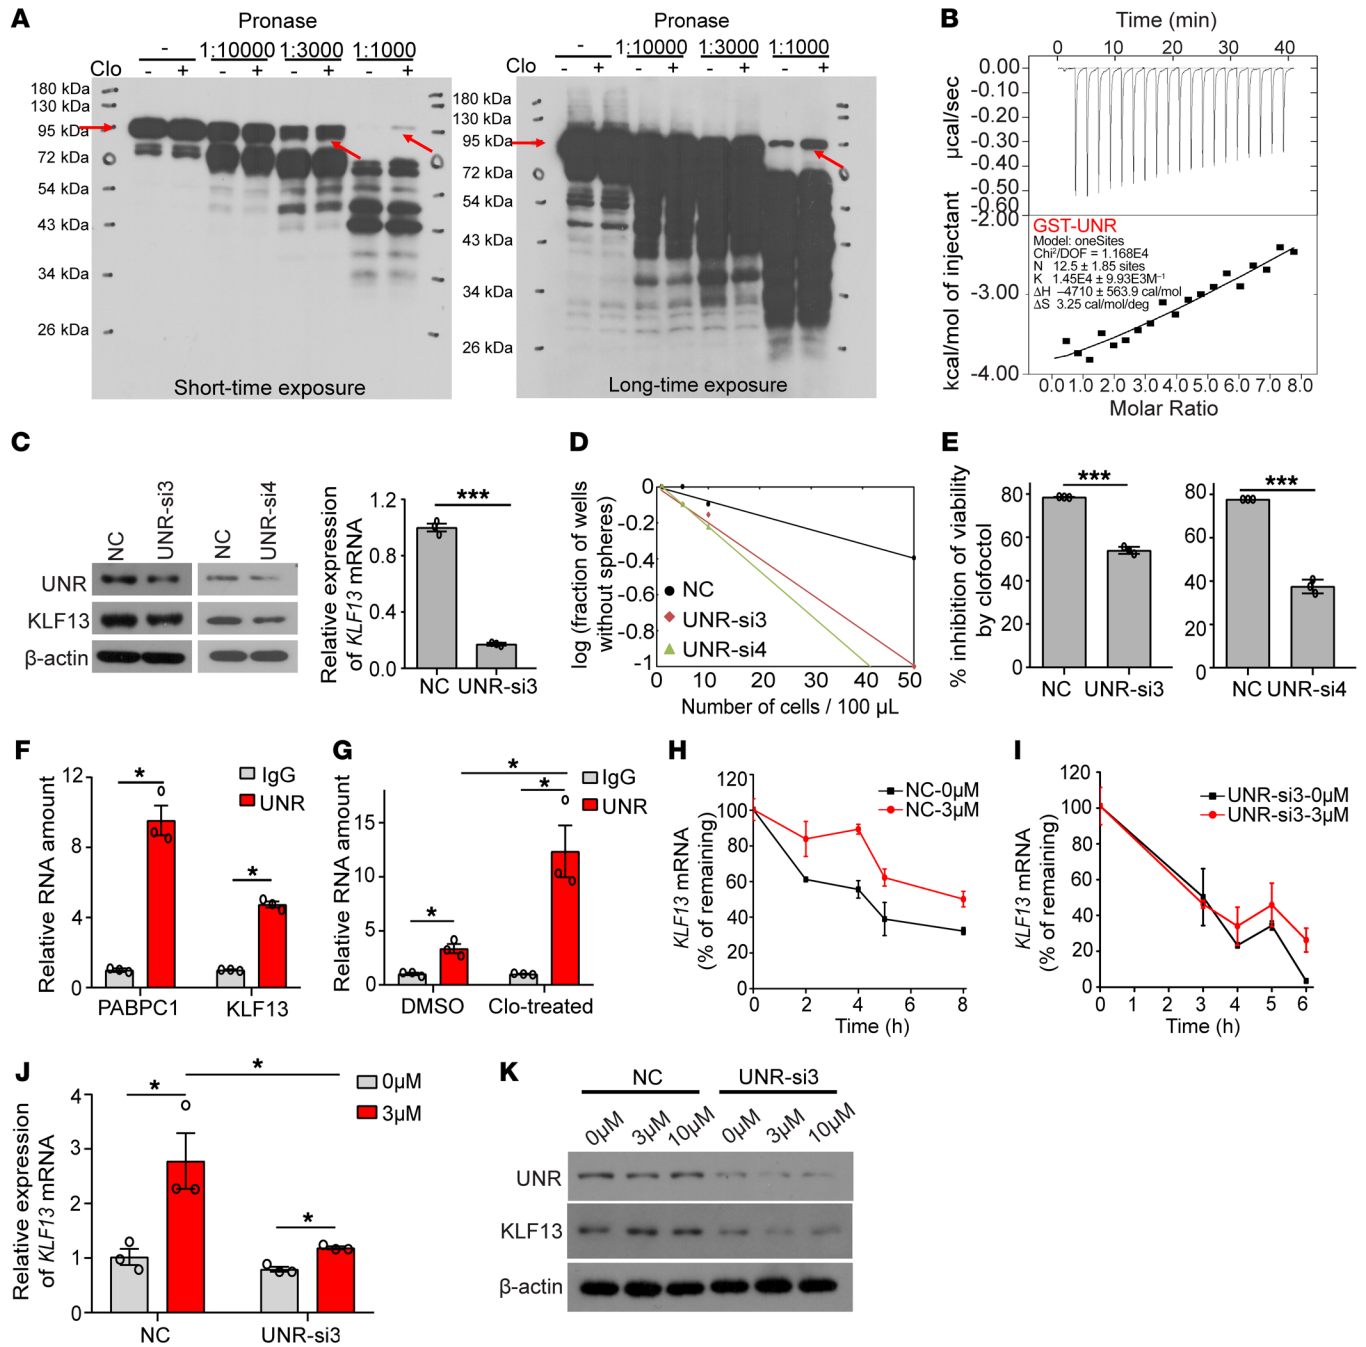 A
Pronase
- 1:10000 1:3000 1:1000
Clo - + - + - + - +
180 kDa
130 kDa
95 kDa
72 kDa
54 kDa
43 kDa
34 kDa
26 kDa
Short-time exposure
Pronase
- 1:10000 1:3000 1:1000
Clo - + - + - + - +
180 kDa
130 kDa
95 kDa
72 kDa
54 kDa
43 kDa
34 kDa
26 kDa
Long-time exposure
B
Time (min)
0 10 20 30 40
0.00
-0.10
-0.20
-0.30
-0.40
-0.50
-0.60
µcal/sec
-2.00
-3.00
-4.00
kcal/mol of injectant
GST-UNR
Model: oneSites
Chi²/DOF = 1.168E4
N 12.5 ± 1.85 sites
K 1.45E4 ± 9.93E3M⁻¹
ΔH -4710 ± 563.9 cal/mol
ΔS 3.25 cal/mol/deg
0.0 1.0 2.0 3.0 4.0 5.0 6.0 7.0 8.0
Molar Ratio
C
NC UNR-si3 NC UNR-si4
UNR
KLF13
β-actin
Relative expression
of KLF13 mRNA
1.2
0.8
0.4
0.0
***
NC UNR-si3
D
log (fraction of wells
without spheres)
0
-0.2
-0.4
-0.6
-0.8
-1
NC
UNR-si3
UNR-si4
0 10 20 30 40 50
Number of cells / 100 µL
E
% inhibition of viability
by clofoctol
80
60
40
20
0
***
NC UNR-si3
80
60
40
20
0
***
NC UNR-si4
F
Relative RNA amount
12
8
4
0
* *
IgG
UNR
PABPC1 KLF13
G
Relative RNA amount
15
10
5
0
* * *
IgG
UNR
DMSO Clo-treated
H
KLF13 mRNA
(% of remaining)
120
100
80
60
40
20
0
NC-0µM
NC-3µM
0 2 4 6 8
Time (h)
I
KLF13 mRNA
(% of remaining)
120
100
80
60
40
20
0
UNR-si3-0µM
UNR-si3-3µM
0 1 2 3 4 5 6
Time (h)
J
Relative expression
of KLF13 mRNA
4
3
2
1
0
* * *
0µM
3µM
NC UNR-si3
K
NC UNR-si3
0µM 3µM 10µM 0µM 3µM 10µM
UNR
KLF13
β-actin